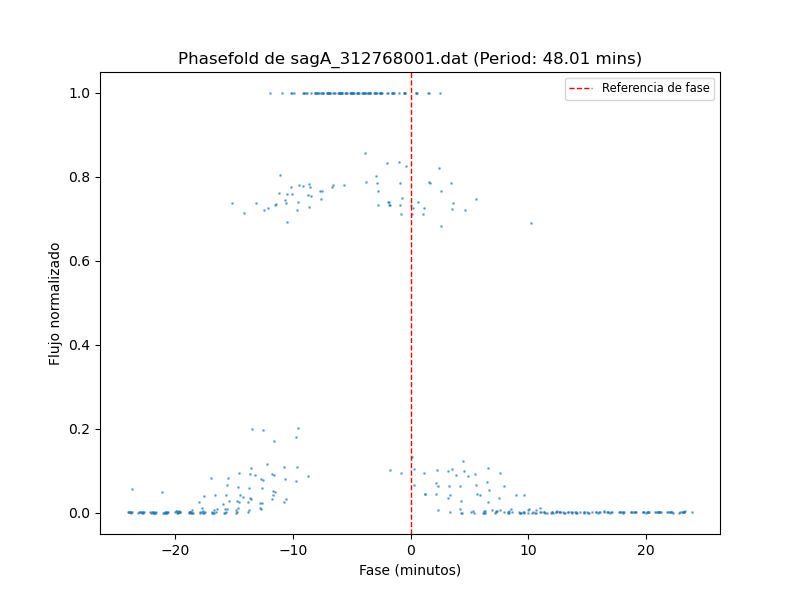 Phasefold de sagA_312768001.dat (Period: 48.01 mins)
Referencia de fase
Flujo normalizado
1.0
0.8
0.6
0.4
0.2
0.0
−20
−10
0
10
20
Fase (minutos)